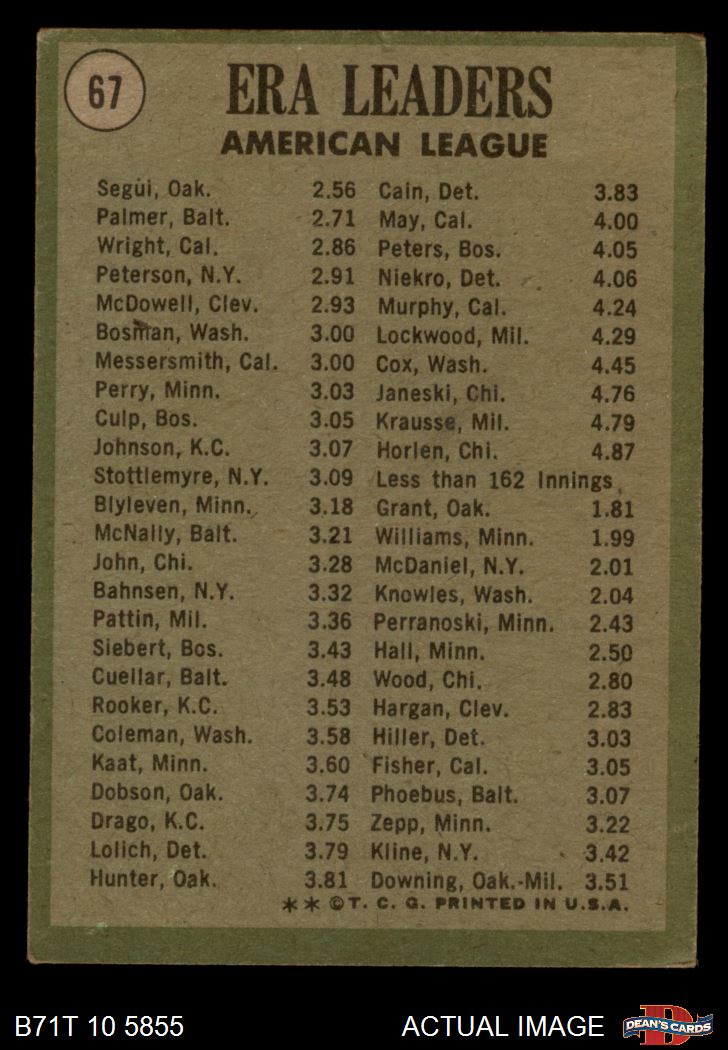 67
ERA LEADERS
AMERICAN LEAGUE
Segui, Oak. 2.56
Palmer, Balt. 2.71
Wright, Cal. 2.86
Peterson, N.Y. 2.91
McDowell, Clev. 2.93
Bosman, Wash. 3.00
Messersmith, Cal. 3.00
Perry, Minn. 3.03
Culp, Bos. 3.05
Johnson, K.C. 3.07
Stottlemyre, N.Y. 3.09
Blyleven, Minn. 3.18
McNally, Balt. 3.21
John, Chi. 3.28
Bahnsen, N.Y. 3.32
Pattin, Mil. 3.36
Siebert, Bos. 3.43
Cuellar, Balt. 3.48
Rooker, K.C. 3.53
Coleman, Wash. 3.58
Kaat, Minn. 3.60
Dobson, Oak. 3.74
Drago, K.C. 3.75
Lolich, Det. 3.79
Hunter, Oak. 3.81
Cain, Det. 3.83
May, Cal. 4.00
Peters, Bos. 4.05
Niekro, Det. 4.06
Murphy, Cal. 4.24
Lockwood, Mil. 4.29
Cox, Wash. 4.45
Janeski, Chi. 4.76
Krausse, Mil. 4.79
Horlen, Chi. 4.87
Less than 162 Innings
Grant, Oak. 1.81
Williams, Minn. 1.99
McDaniel, N.Y. 2.01
Knowles, Wash. 2.04
Perranoski, Minn. 2.43
Hall, Minn. 2.50
Wood, Chi. 2.80
Hargan, Clev. 2.83
Hiller, Det. 3.03
Fisher, Cal. 3.05
Phoebus, Balt. 3.07
Zepp, Minn. 3.22
Kline, N.Y. 3.42
Downing, Oak.-Mil. 3.51
** © T. C. G. PRINTED IN U.S.A.
B71T 10 5855
ACTUAL IMAGE
D
DEAN'S CARDS